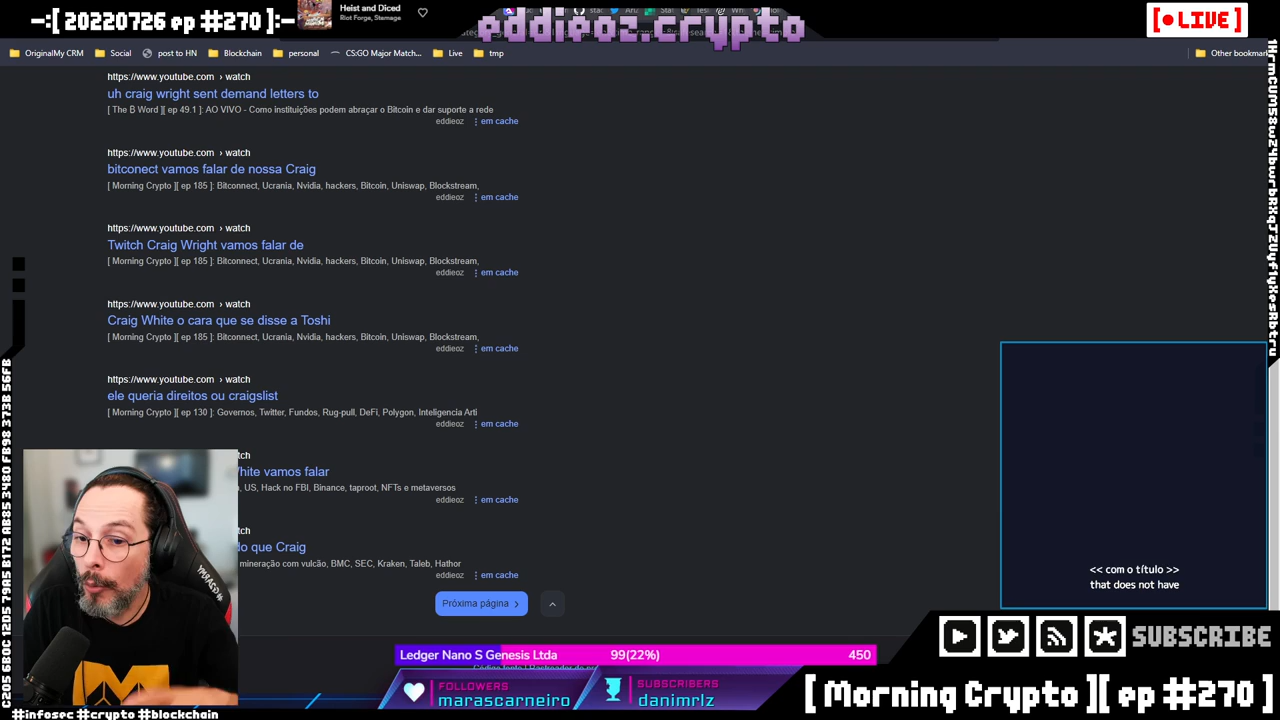 -:[ 20220726 ep #270 ]:-
Heist and Diced
Riot Forge, Stemage
eddieoz.crypto
[ • LIVE ]
OriginalMy CRM
Social
post to HN
Blockchain
personal
CS:GO Major Match...
Live
tmp
Other bookmar
https://www.youtube.com › watch
uh craig wright sent demand letters to
[ The B Word ][ ep 49.1 ]: AO VIVO - Como instituições podem abraçar o Bitcoin e dar suporte a rede
eddieoz
em cache
https://www.youtube.com › watch
bitconect vamos falar de nossa Craig
[ Morning Crypto ][ ep 185 ]: Bitconnect, Ucrania, Nvidia, hackers, Bitcoin, Uniswap, Blockstream,
eddieoz
em cache
https://www.youtube.com › watch
Twitch Craig Wright vamos falar de
[ Morning Crypto ][ ep 185 ]: Bitconnect, Ucrania, Nvidia, hackers, Bitcoin, Uniswap, Blockstream,
eddieoz
em cache
https://www.youtube.com › watch
Craig White o cara que se disse a Toshi
[ Morning Crypto ][ ep 185 ]: Bitconnect, Ucrania, Nvidia, hackers, Bitcoin, Uniswap, Blockstream,
eddieoz
em cache
https://www.youtube.com › watch
ele queria direitos ou craigslist
[ Morning Crypto ][ ep 130 ]: Governos, Twitter, Fundos, Rug-pull, DeFi, Polygon, Inteligencia Arti
eddieoz
em cache
tch
hite vamos falar
, US, Hack no FBI, Binance, taproot, NFTs e metaversos
eddieoz
em cache
tch
do que Craig
mineração com vulcão, BMC, SEC, Kraken, Taleb, Hathor
eddieoz
em cache
Próxima página
<< com o título >>
that does not have
SUBSCRIBE
Ledger Nano S Genesis Ltda
99(22%)
450
FOLLOWERS
marascarneiro
SUBSCRIBERS
danimrlz
[ Morning Crypto ][ ep #270 ]
#infosec #crypto #blockchain